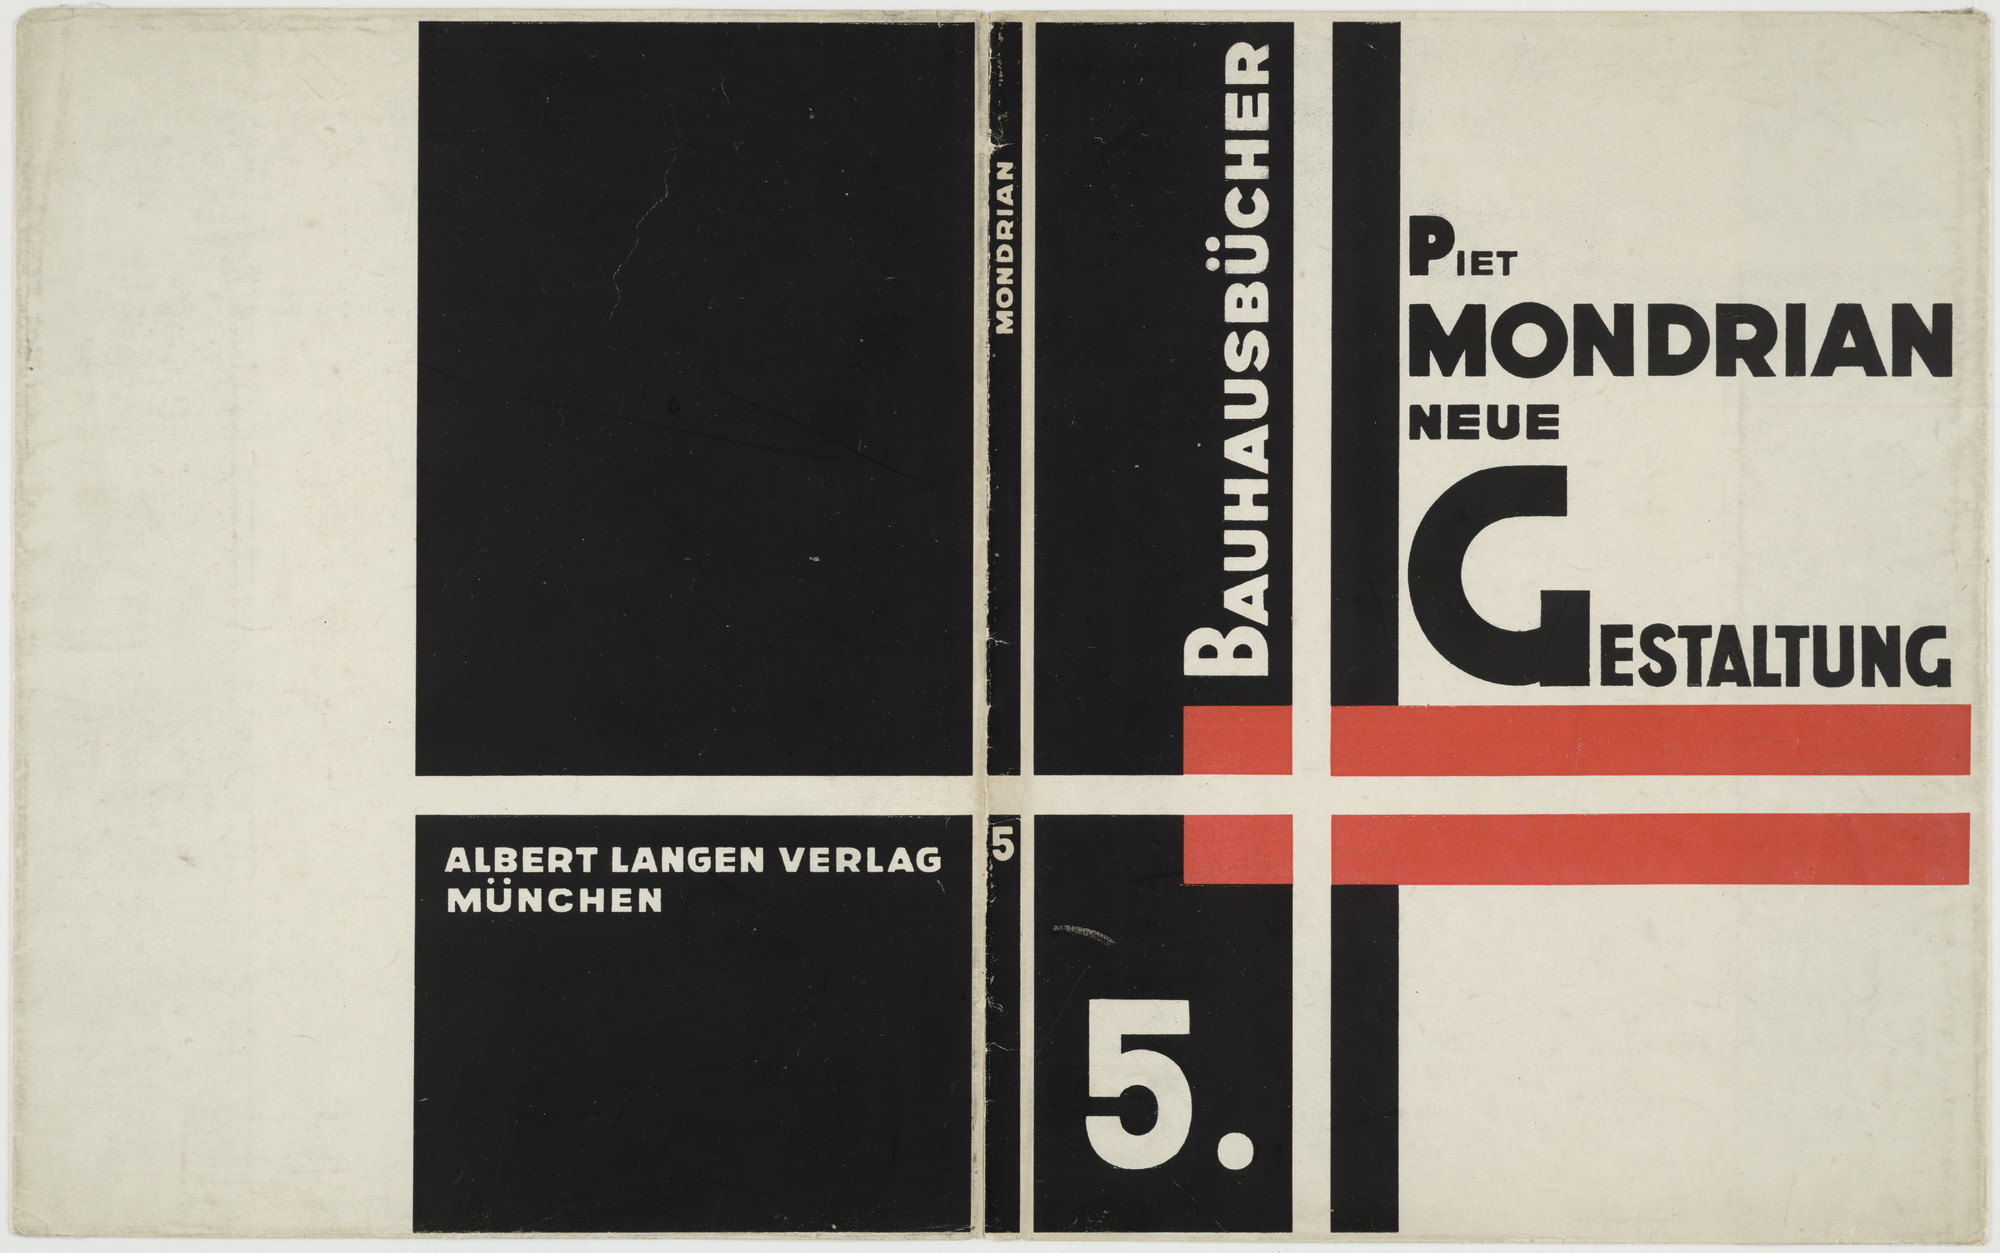 ALBERT LANGEN VERLAG
MÜNCHEN
MONDRIAN
5
BAUHAUSBÜCHER
5.
PIET
MONDRIAN
NEUE
GESTALTUNG